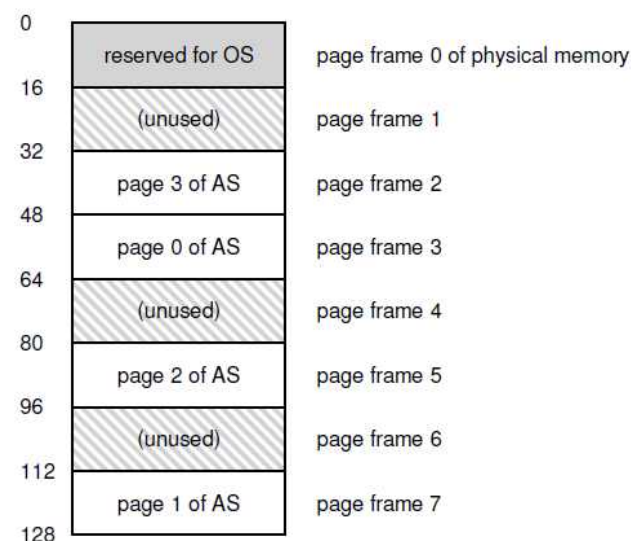 0
reserved for OS page frame 0 of physical memory
16
(unused) page frame 1
32
page 3 of AS page frame 2
48
page 0 of AS page frame 3
64
(unused) page frame 4
80
page 2 of AS page frame 5
96
(unused) page frame 6
112
page 1 of AS page frame 7
128